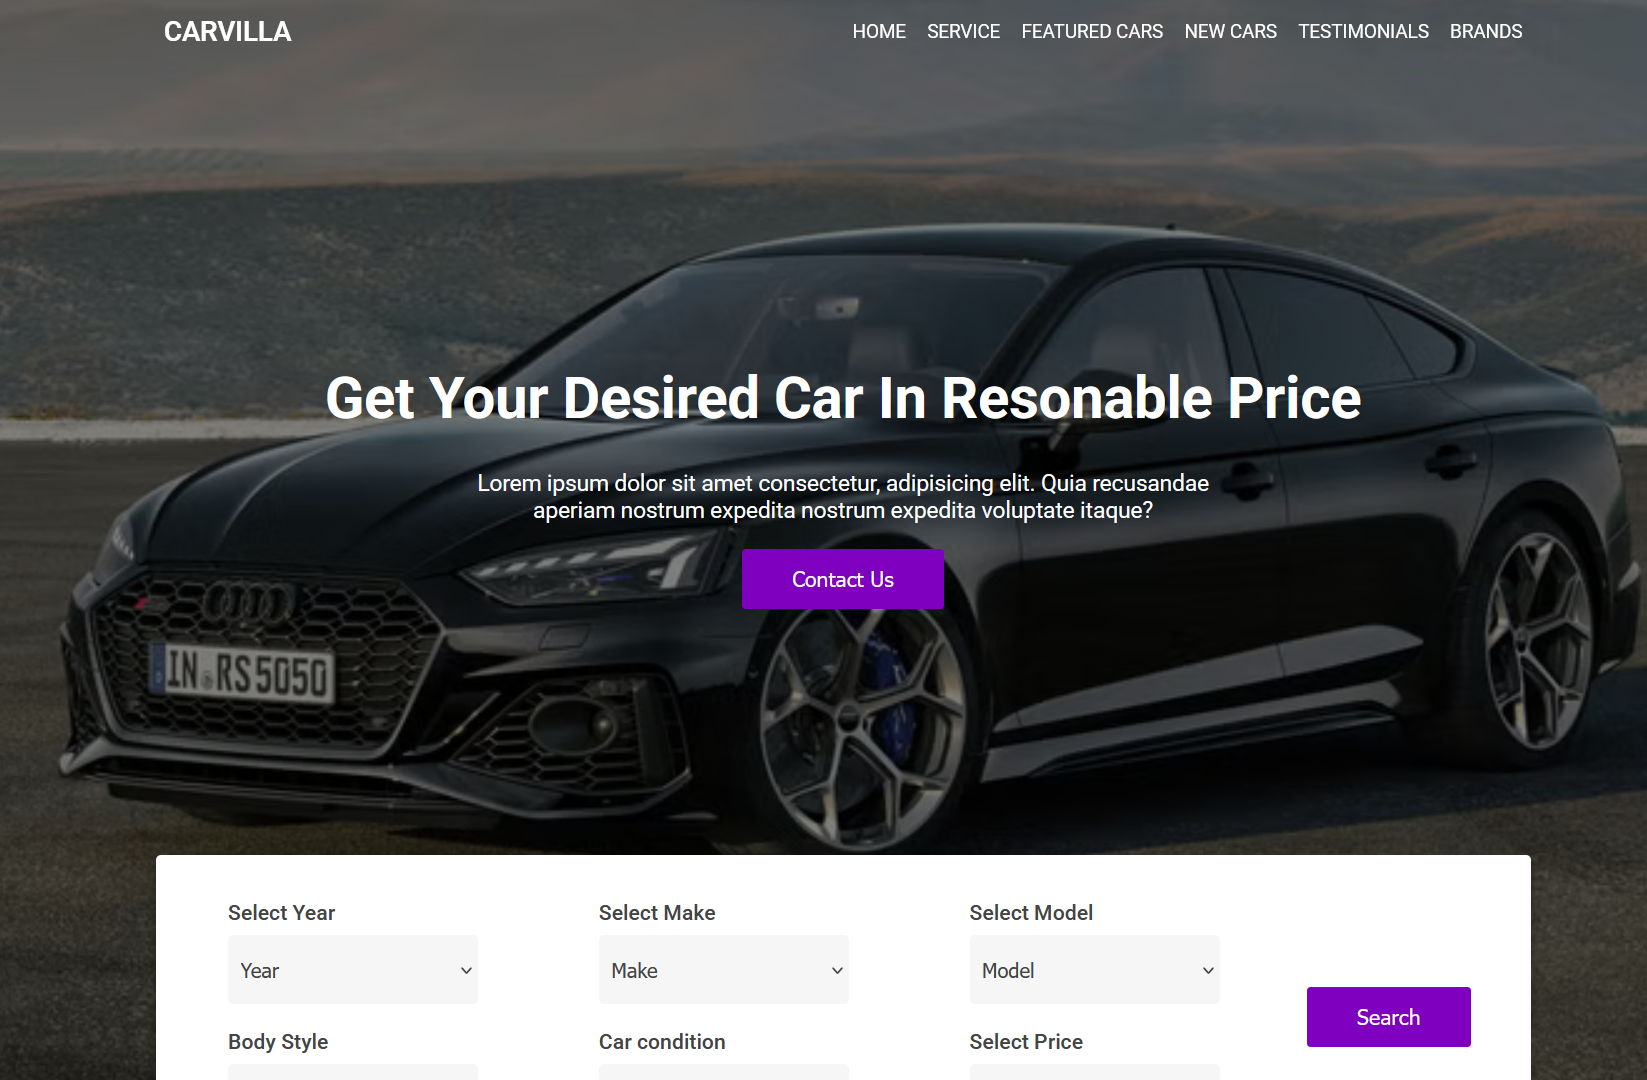 CARVILLA
HOME SERVICE FEATURED CARS NEW CARS TESTIMONIALS BRANDS
Get Your Desired Car In Resonable Price
Lorem ipsum dolor sit amet consectetur, adipisicing elit. Quia recusandae
aperiam nostrum expedita nostrum expedita voluptate itaque?
Contact Us
IN RS 5050
Select Year
Select Make
Select Model
Year
Make
Model
Search
Body Style
Car condition
Select Price